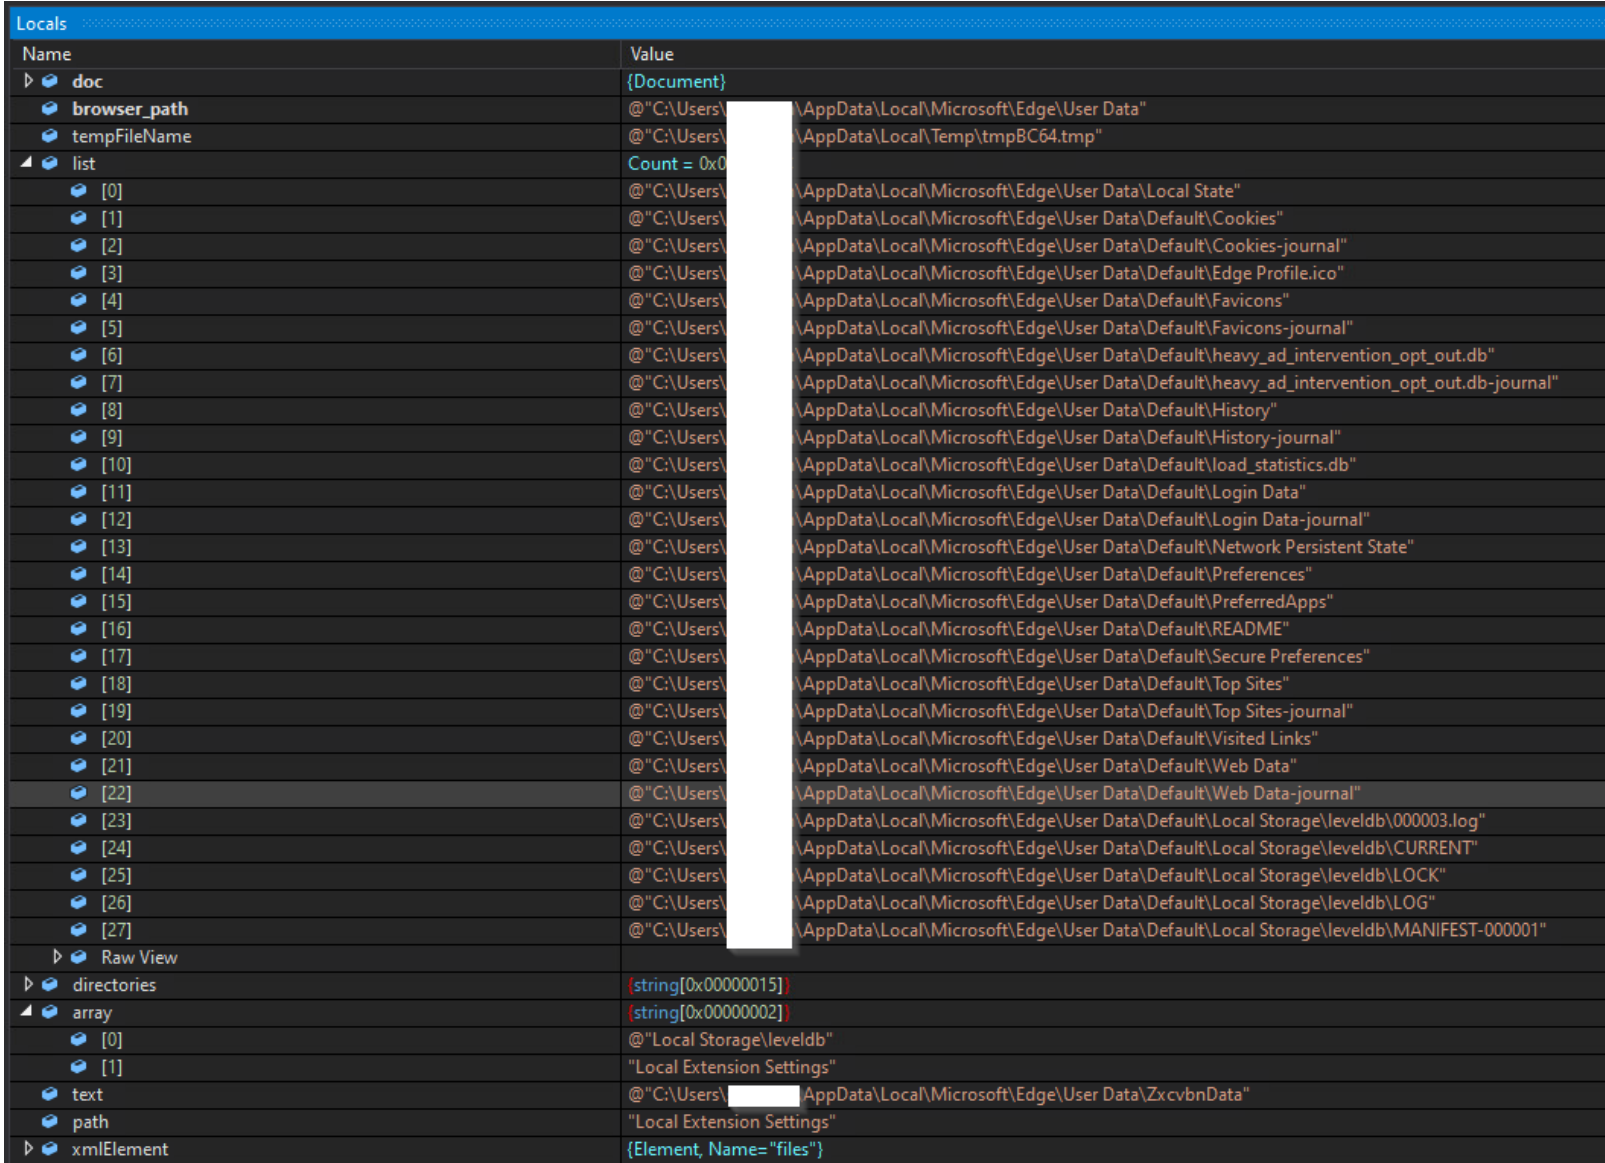 Locals
Name Value
doc {Document}
browser_path @"C:\Users\ \AppData\Local\Microsoft\Edge\User Data"
tempFileName @"C:\Users\ \AppData\Local\Temp\tmpBC64.tmp"
list Count = 0x0
[0] @"C:\Users\ \AppData\Local\Microsoft\Edge\User Data\Local State"
[1] @"C:\Users\ \AppData\Local\Microsoft\Edge\User Data\Default\Cookies"
[2] @"C:\Users\ \AppData\Local\Microsoft\Edge\User Data\Default\Cookies-journal"
[3] @"C:\Users\ \AppData\Local\Microsoft\Edge\User Data\Default\Edge Profile.ico"
[4] @"C:\Users\ \AppData\Local\Microsoft\Edge\User Data\Default\Favicons"
[5] @"C:\Users\ \AppData\Local\Microsoft\Edge\User Data\Default\Favicons-journal"
[6] @"C:\Users\ \AppData\Local\Microsoft\Edge\User Data\Default\heavy_ad_intervention_opt_out.db"
[7] @"C:\Users\ \AppData\Local\Microsoft\Edge\User Data\Default\heavy_ad_intervention_opt_out.db-journal"
[8] @"C:\Users\ \AppData\Local\Microsoft\Edge\User Data\Default\History"
[9] @"C:\Users\ \AppData\Local\Microsoft\Edge\User Data\Default\History-journal"
[10] @"C:\Users\ \AppData\Local\Microsoft\Edge\User Data\Default\load_statistics.db"
[11] @"C:\Users\ \AppData\Local\Microsoft\Edge\User Data\Default\Login Data"
[12] @"C:\Users\ \AppData\Local\Microsoft\Edge\User Data\Default\Login Data-journal"
[13] @"C:\Users\ \AppData\Local\Microsoft\Edge\User Data\Default\Network Persistent State"
[14] @"C:\Users\ \AppData\Local\Microsoft\Edge\User Data\Default\Preferences"
[15] @"C:\Users\ \AppData\Local\Microsoft\Edge\User Data\Default\PreferredApps"
[16] @"C:\Users\ \AppData\Local\Microsoft\Edge\User Data\Default\README"
[17] @"C:\Users\ \AppData\Local\Microsoft\Edge\User Data\Default\Secure Preferences"
[18] @"C:\Users\ \AppData\Local\Microsoft\Edge\User Data\Default\Top Sites"
[19] @"C:\Users\ \AppData\Local\Microsoft\Edge\User Data\Default\Top Sites-journal"
[20] @"C:\Users\ \AppData\Local\Microsoft\Edge\User Data\Default\Visited Links"
[21] @"C:\Users\ \AppData\Local\Microsoft\Edge\User Data\Default\Web Data"
[22] @"C:\Users\ \AppData\Local\Microsoft\Edge\User Data\Default\Web Data-journal"
[23] @"C:\Users\ \AppData\Local\Microsoft\Edge\User Data\Default\Local Storage\leveldb\000003.log"
[24] @"C:\Users\ \AppData\Local\Microsoft\Edge\User Data\Default\Local Storage\leveldb\CURRENT"
[25] @"C:\Users\ \AppData\Local\Microsoft\Edge\User Data\Default\Local Storage\leveldb\LOCK"
[26] @"C:\Users\ \AppData\Local\Microsoft\Edge\User Data\Default\Local Storage\leveldb\LOG"
[27] @"C:\Users\ \AppData\Local\Microsoft\Edge\User Data\Default\Local Storage\leveldb\MANIFEST-000001"
Raw View
directories {string[0x00000015]}
array {string[0x00000002]}
[0] @"Local Storage\leveldb"
[1] "Local Extension Settings"
text @"C:\Users\ AppData\Local\Microsoft\Edge\User Data\ZxcvbnData"
path "Local Extension Settings"
xmlElement {Element, Name="files"}